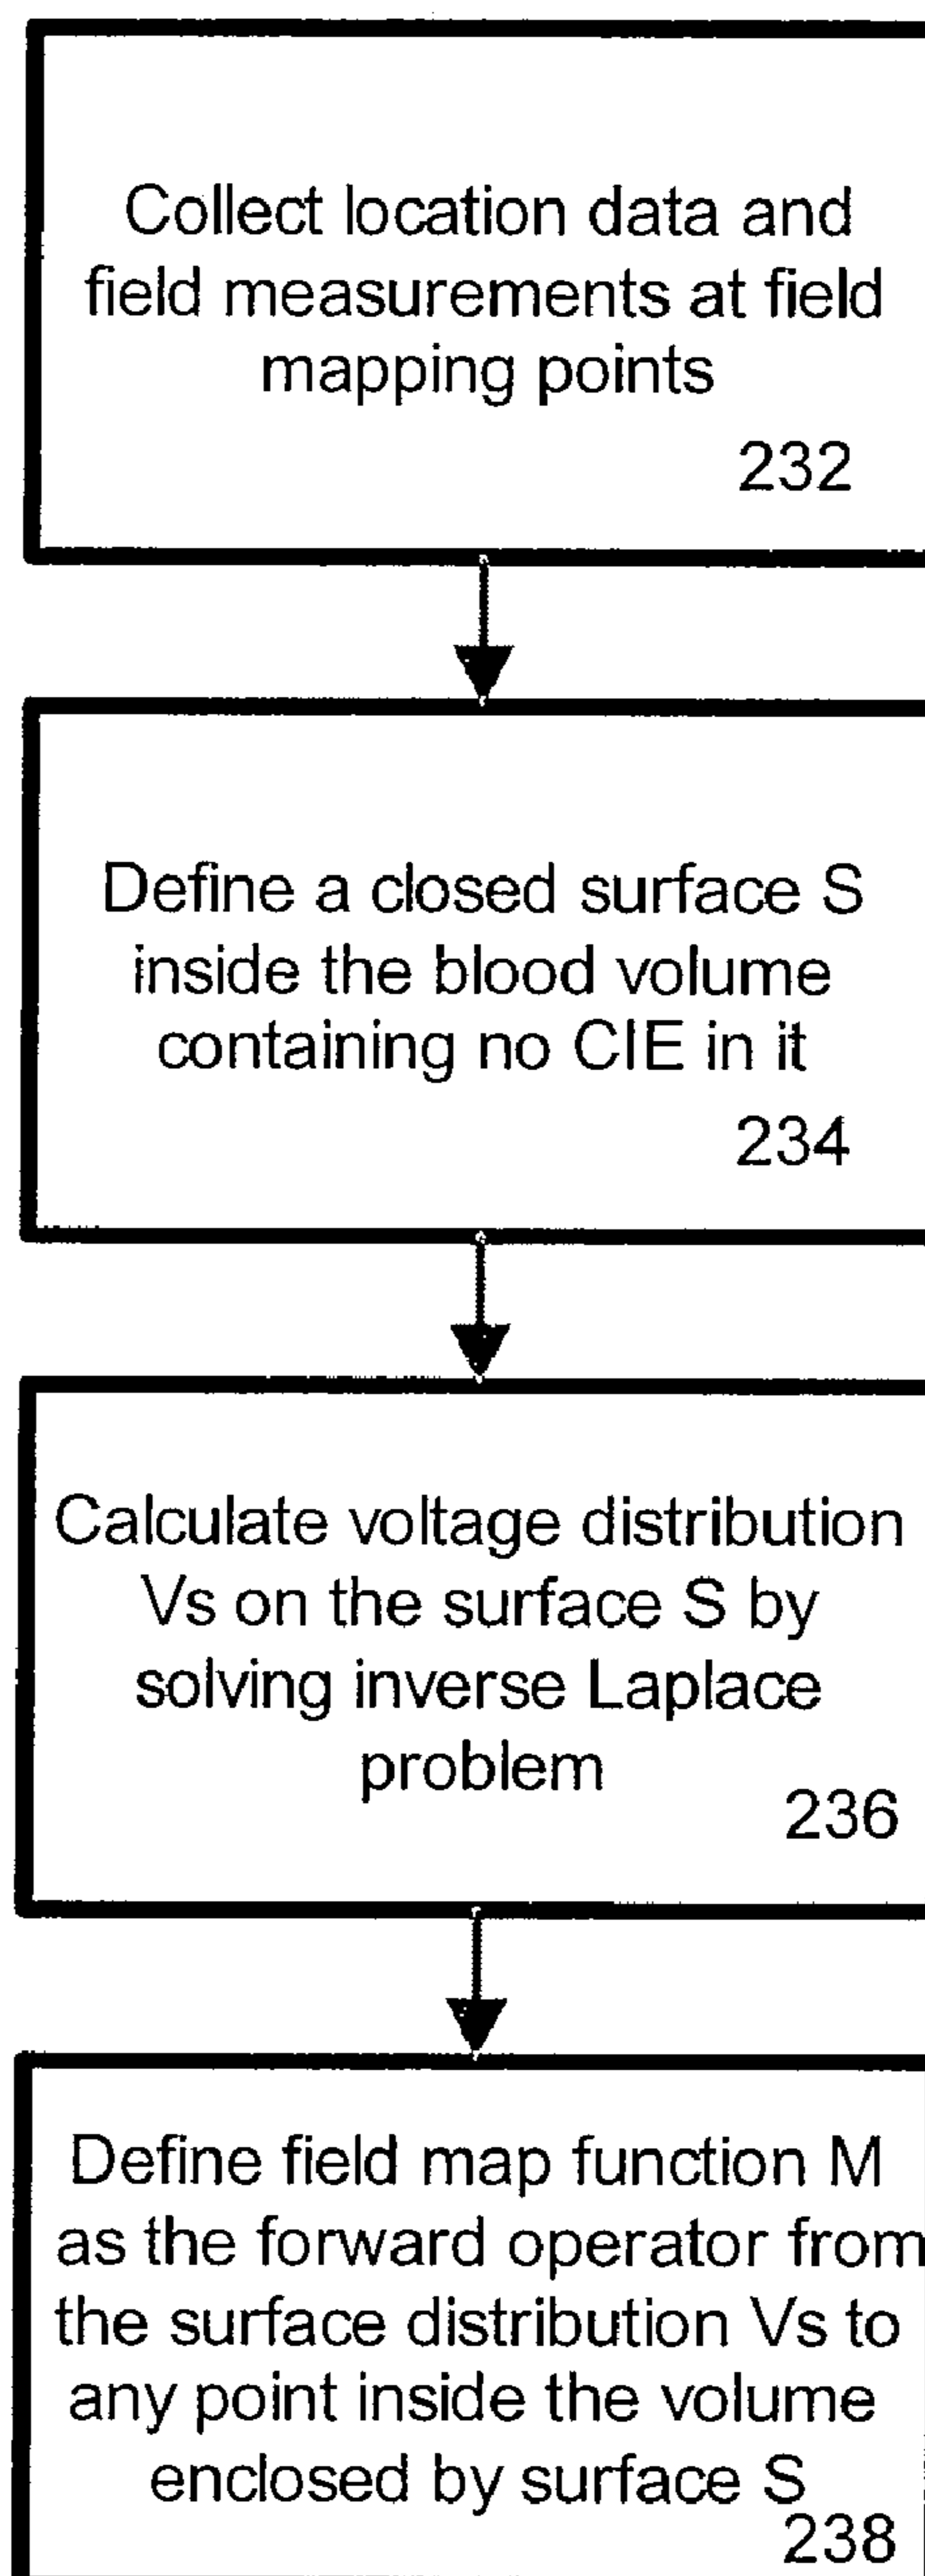 Collect location data and
field measurements at field
mapping points
232
Define a closed surface S
inside the blood volume
containing no CIE in it
234
Calculate voltage distribution
Vs on the surface S by
solving inverse Laplace
problem
236
Define field map function M
as the forward operator from
the surface distribution Vs to
any point inside the volume
enclosed by surface S
238